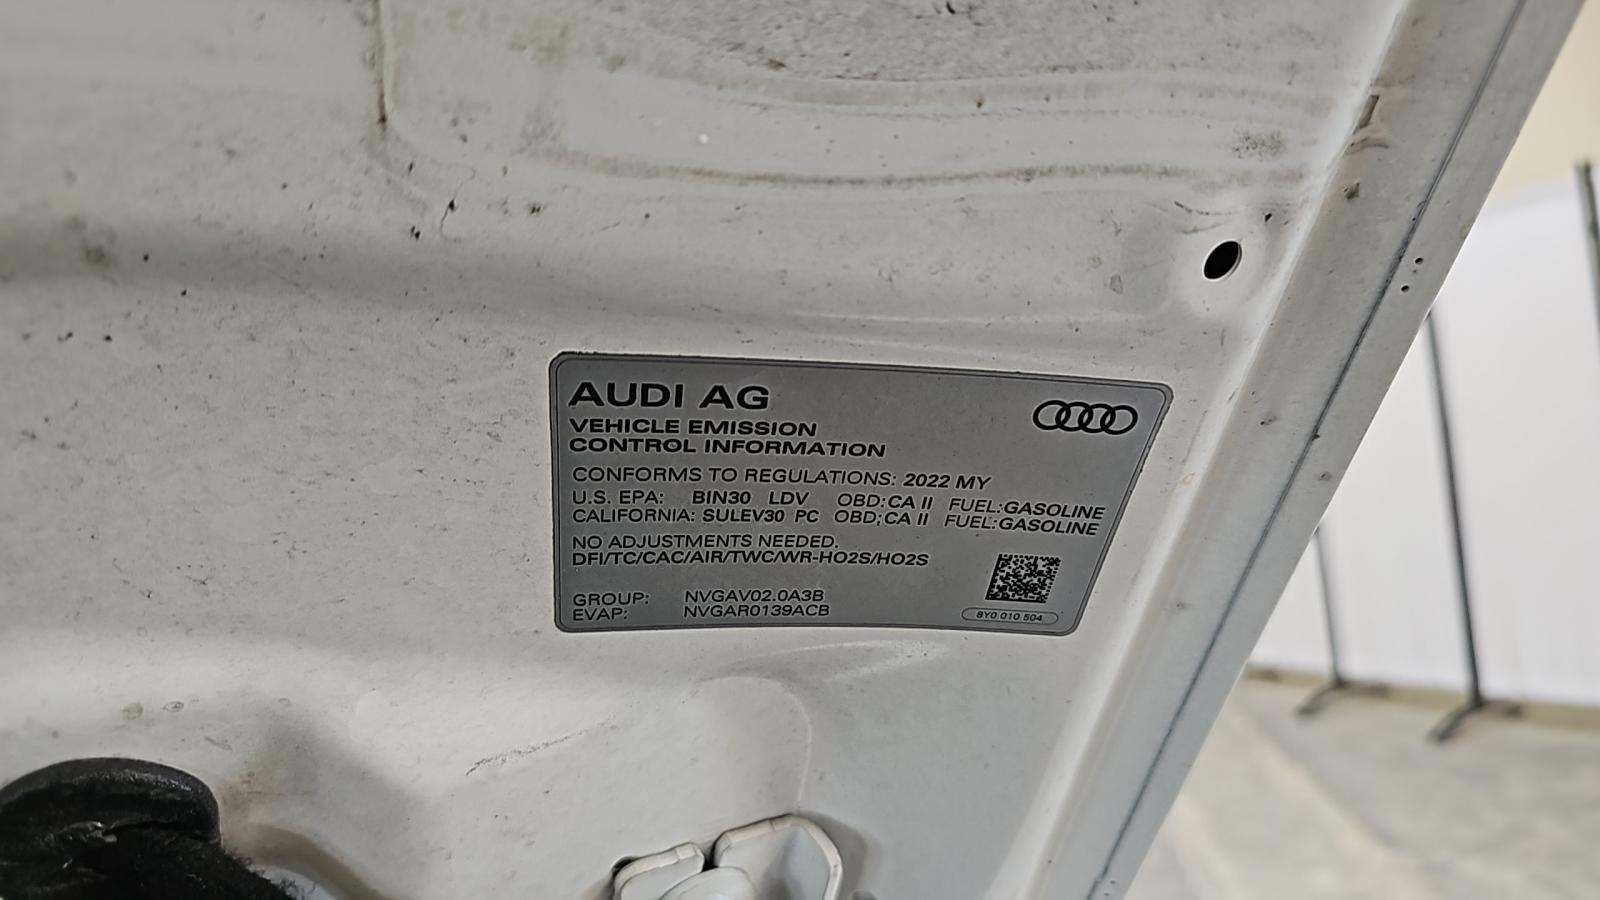 AUDI AG
VEHICLE EMISSION
CONTROL INFORMATION
CONFORMS TO REGULATIONS: 2022 MY
U.S. EPA: BIN30 LDV OBD:CA II FUEL:GASOLINE
CALIFORNIA: SULEV30 PC OBD;CA II FUEL:GASOLINE
NO ADJUSTMENTS NEEDED.
DFI/TC/CAC/AIR/TWC/WR-HO2S/HO2S
GROUP: NVGAV02.0A3B
EVAP: NVGAR0139ACB
8Y0 010 504